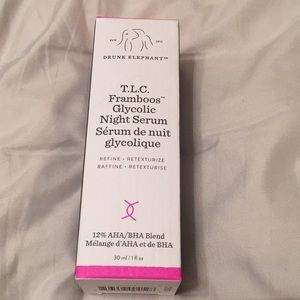 DRUNK ELEPHANT™
T.L.C.
Framboos™
Glycolic
Night Serum
Sérum de nuit
glycolique
REFINE • RETEXTURIZE
RAFFINE • RETEXTURISE
12% AHA/BHA Blend
Mélange d'AHA et de BHA
30 ml / 1 fl oz